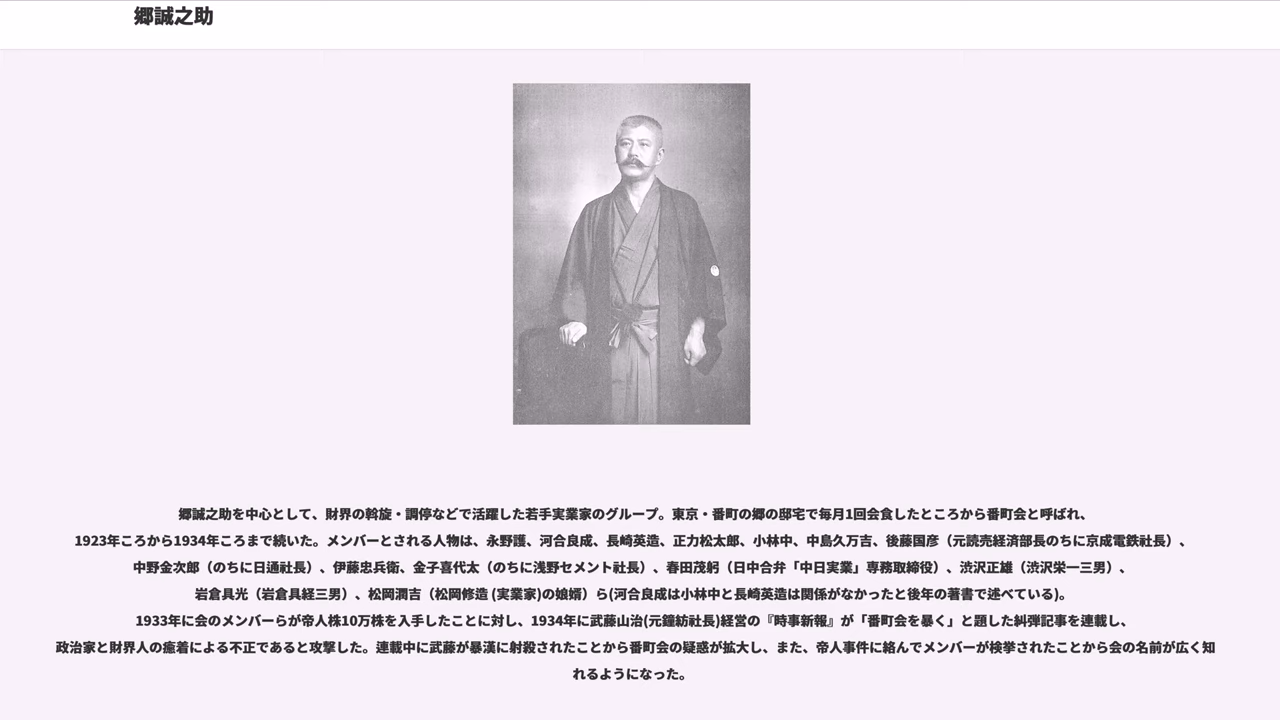 郷誠之助
郷誠之助を中心として、財界の斡旋・調停などで活躍した若手実業家のグループ。東京・番町の郷の邸宅で毎月1回会食したところから番町会と呼ばれ、
1923年ころから1934年ころまで続いた。メンバーとされる人物は、永野護、河合良成、長崎英造、正力松太郎、小林中、中島久万吉、後藤国彦（元読売経済部長のちに京成電鉄社長）、
中野金次郎（のちに日通社長）、伊藤忠兵衛、金子喜代太（のちに浅野セメント社長）、春田茂躬（日中合弁「中日実業」専務取締役）、渋沢正雄（渋沢栄一三男）、
岩倉具光（岩倉具経三男）、松岡潤吉（松岡修造 (実業家)の娘婿）ら(河合良成は小林中と長崎英造は関係がなかったと後年の著書で述べている)。
1933年に会のメンバーらが帝人株10万株を入手したことに対し、1934年に武藤山治(元鐘紡社長)経営の『時事新報』が「番町会を暴く」と題した糾弾記事を連載し、
政治家と財界人の癒着による不正であると攻撃した。連載中に武藤が暴漢に射殺されたことから番町会の疑惑が拡大し、また、帝人事件に絡んでメンバーが検挙されたことから会の名前が広く知
れるようになった。